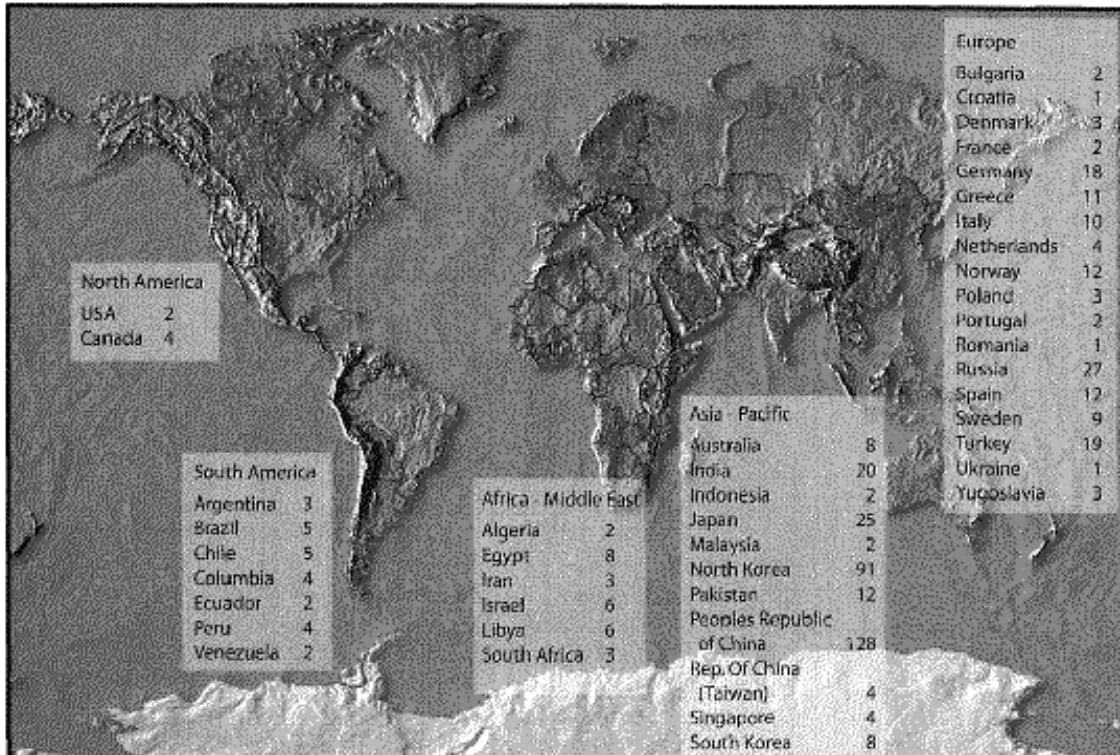 North America
USA 2
Canada 4
South America
Argentina 3
Brazil 5
Chile 5
Columbia 4
Ecuador 2
Peru 4
Venezuela 2
Africa - Middle East
Algeria 2
Egypt 8
Iran 3
Israel 6
Libya 6
South Africa 3
Asia - Pacific
Australia 8
India 20
Indonesia 2
Japan 25
Malaysia 2
North Korea 91
Pakistan 12
Peoples Republic
of China 128
Rep. Of China
(Taiwan) 4
Singapore 4
South Korea 8
Europe
Bulgaria 2
Croatia 1
Denmark 3
France 2
Germany 18
Greece 11
Italy 10
Netherlands 4
Norway 12
Poland 3
Portugal 2
Romania 1
Russia 27
Spain 12
Sweden 9
Turkey 19
Ukraine 1
Yugoslavia 3